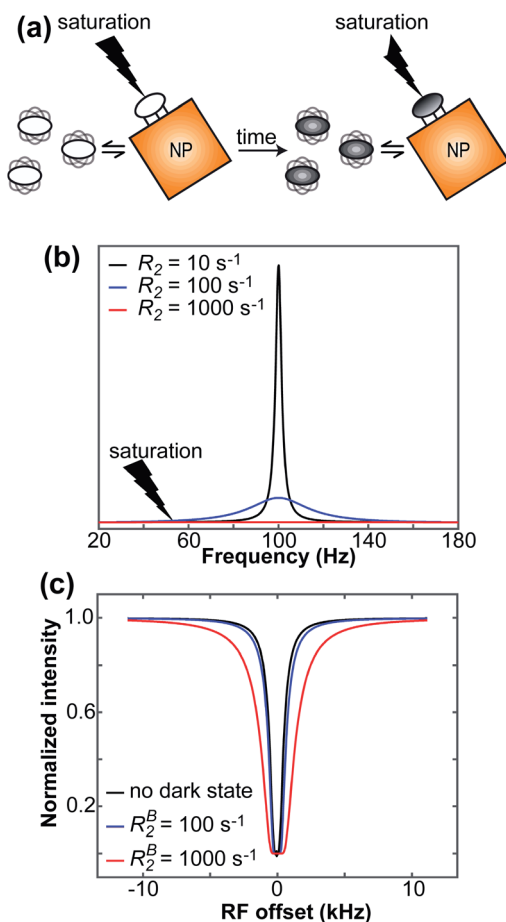 (a)
saturation
saturation
NP
time
NP
(b)
R₂ = 10 s⁻¹
R₂ = 100 s⁻¹
R₂ = 1000 s⁻¹
saturation
20 60 100 140 180
Frequency (Hz)
(c)
1.0
0.6
0.2
Normalized intensity
no dark state
R₂ᴮ = 100 s⁻¹
R₂ᴮ = 1000 s⁻¹
-10 0 10
RF offset (kHz)